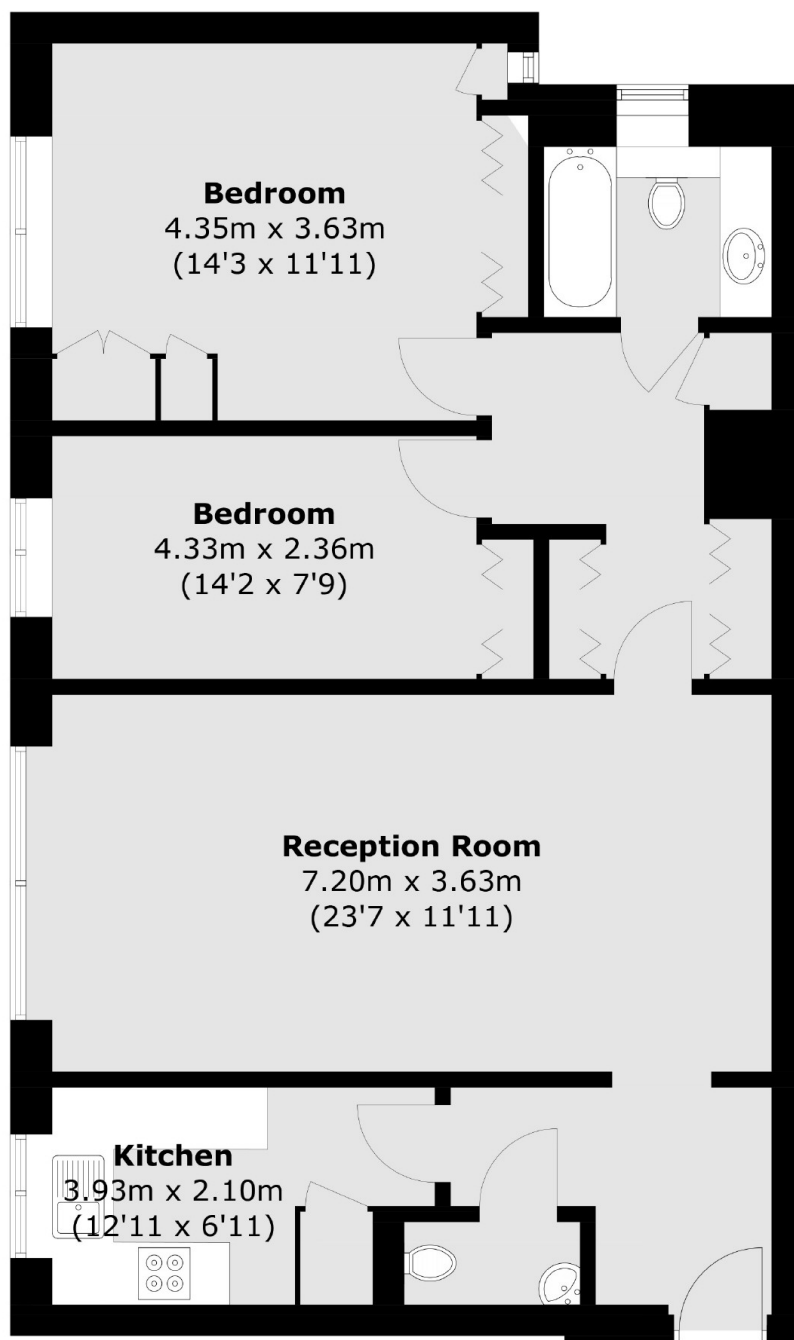 Bedroom
4.35m x 3.63m
(14'3 x 11'11)
Bedroom
4.33m x 2.36m
(14'2 x 7'9)
Reception Room
7.20m x 3.63m
(23'7 x 11'11)
Kitchen
3.93m x 2.10m
(12'11 x 6'11)